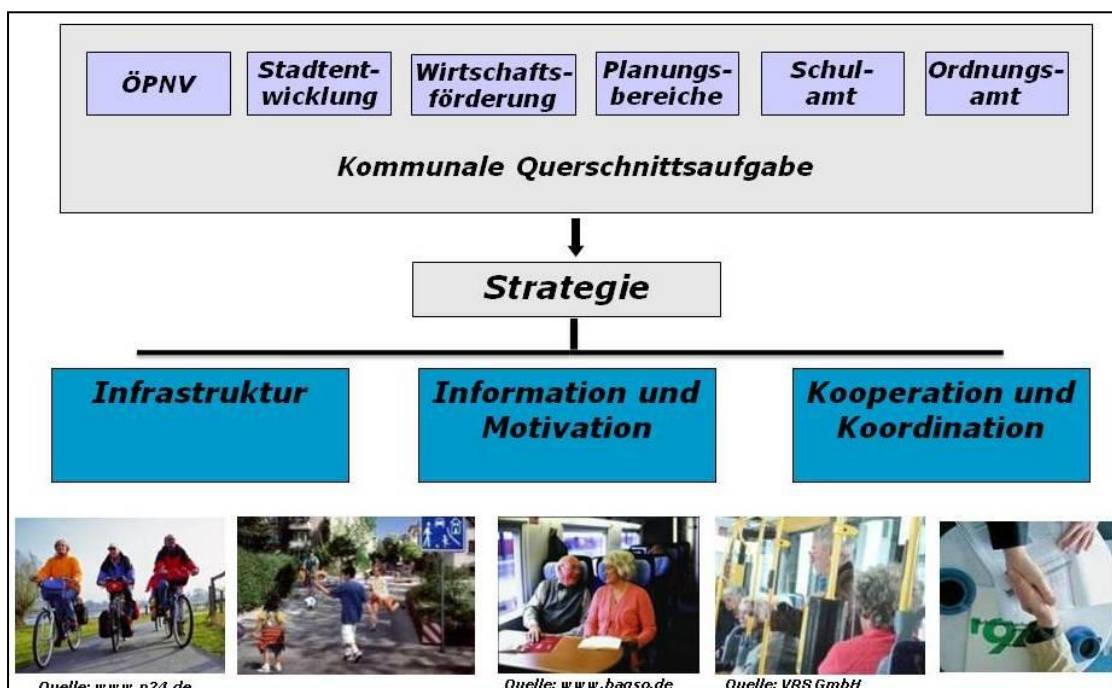 ÖPNV
Stadtent-
wicklung
Wirtschafts-
förderung
Planungs-
bereiche
Schul-
amt
Ordnungs-
amt
Kommunale Querschnittsaufgabe
Strategie
Infrastruktur
Information und
Motivation
Kooperation und
Koordination
Quelle: www.bagso.de
Quelle: VRS GmbH